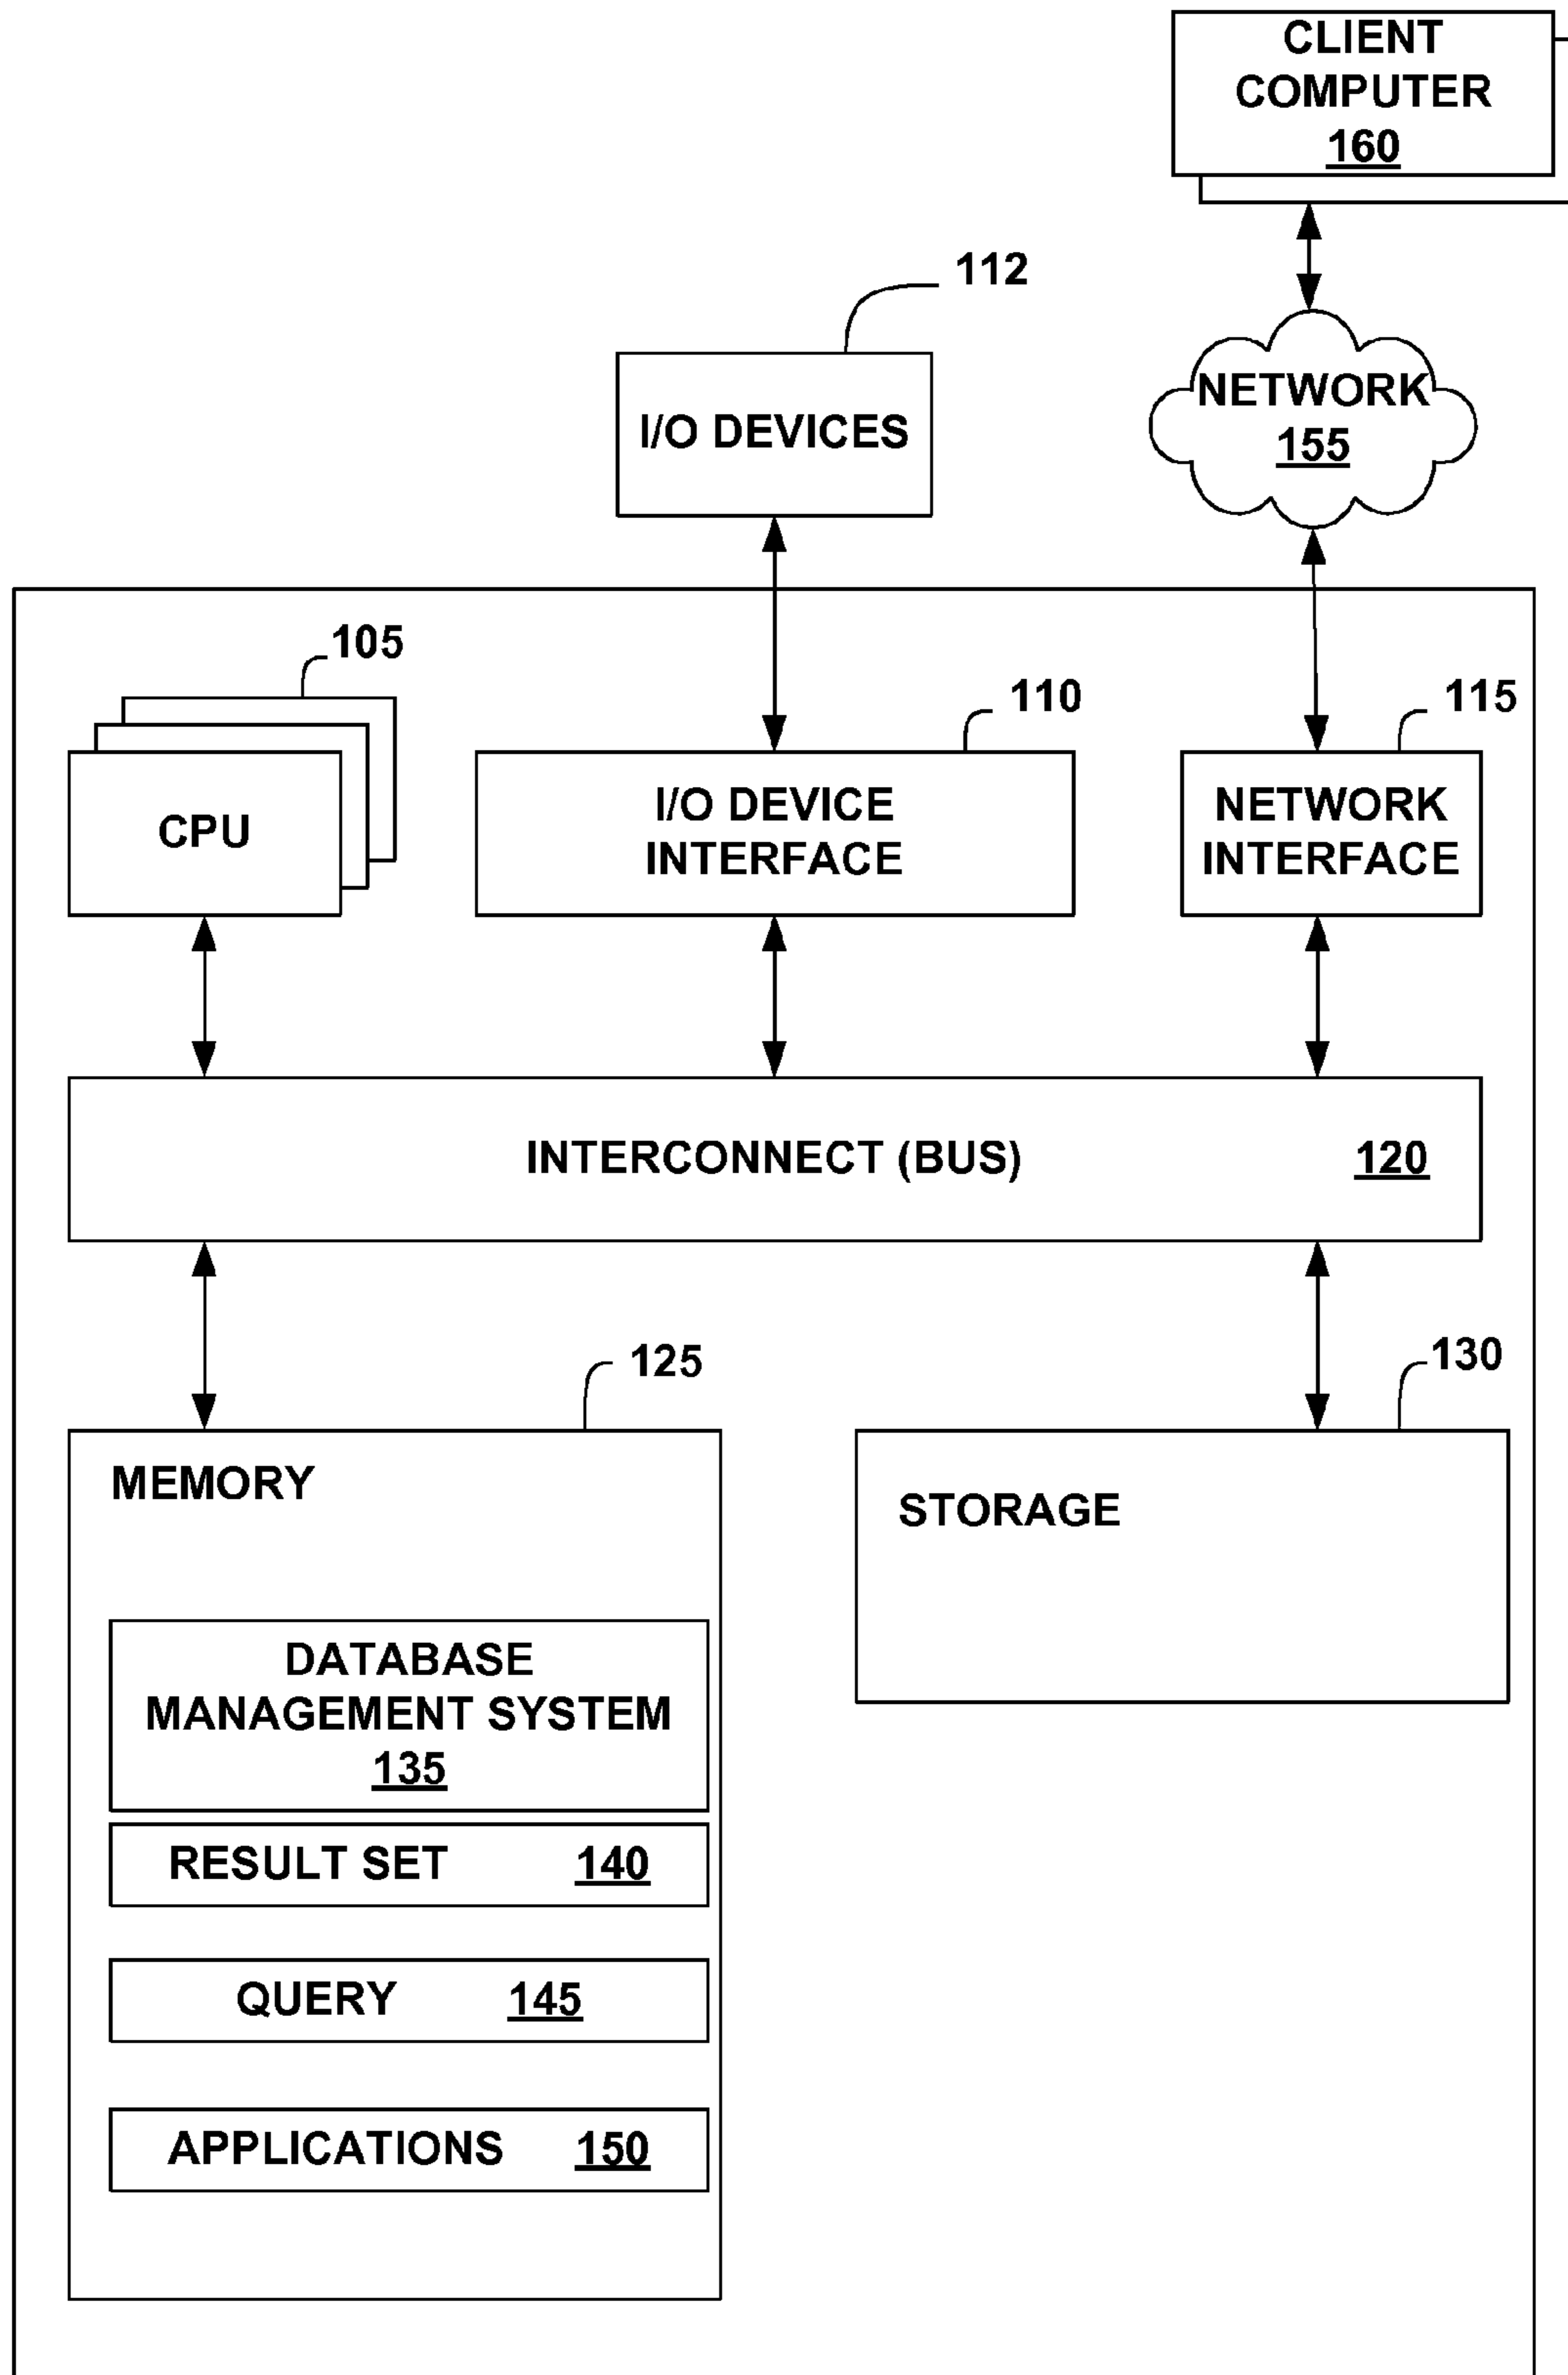 CLIENT
COMPUTER
160
112
I/O DEVICES
NETWORK
155
105
110
115
CPU
I/O DEVICE
INTERFACE
NETWORK
INTERFACE
INTERCONNECT (BUS) 120
125
130
MEMORY
STORAGE
DATABASE
MANAGEMENT SYSTEM
135
RESULT SET 140
QUERY 145
APPLICATIONS 150